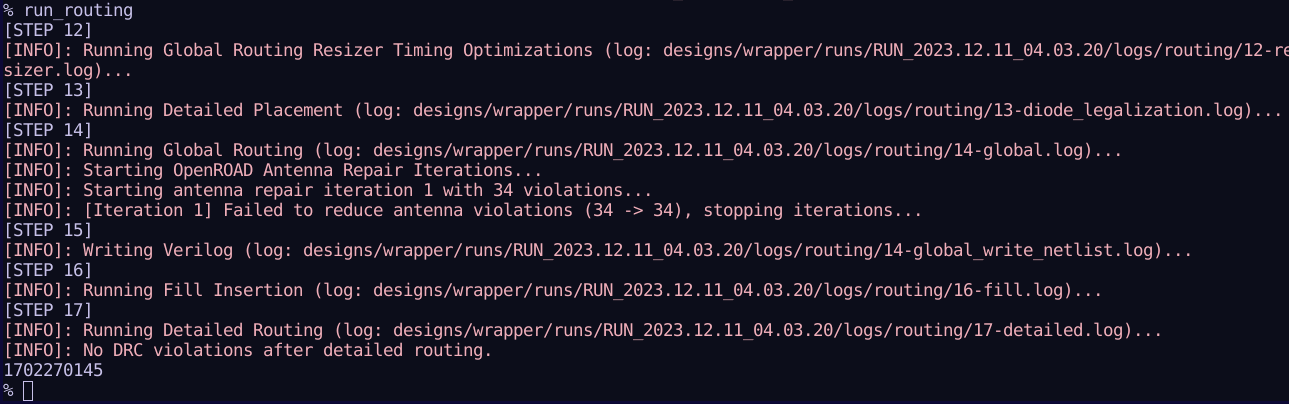 % run_routing
[STEP 12]
[INFO]: Running Global Routing Resizer Timing Optimizations (log: designs/wrapper/runs/RUN_2023.12.11_04.03.20/logs/routing/12-re
sizer.log)...
[STEP 13]
[INFO]: Running Detailed Placement (log: designs/wrapper/runs/RUN_2023.12.11_04.03.20/logs/routing/13-diode_legalization.log)...
[STEP 14]
[INFO]: Running Global Routing (log: designs/wrapper/runs/RUN_2023.12.11_04.03.20/logs/routing/14-global.log)...
[INFO]: Starting OpenROAD Antenna Repair Iterations...
[INFO]: Starting antenna repair iteration 1 with 34 violations...
[INFO]: [Iteration 1] Failed to reduce antenna violations (34 -> 34), stopping iterations...
[STEP 15]
[INFO]: Writing Verilog (log: designs/wrapper/runs/RUN_2023.12.11_04.03.20/logs/routing/14-global_write_netlist.log)...
[STEP 16]
[INFO]: Running Fill Insertion (log: designs/wrapper/runs/RUN_2023.12.11_04.03.20/logs/routing/16-fill.log)...
[STEP 17]
[INFO]: Running Detailed Routing (log: designs/wrapper/runs/RUN_2023.12.11_04.03.20/logs/routing/17-detailed.log)...
[INFO]: No DRC violations after detailed routing.
1702270145
%